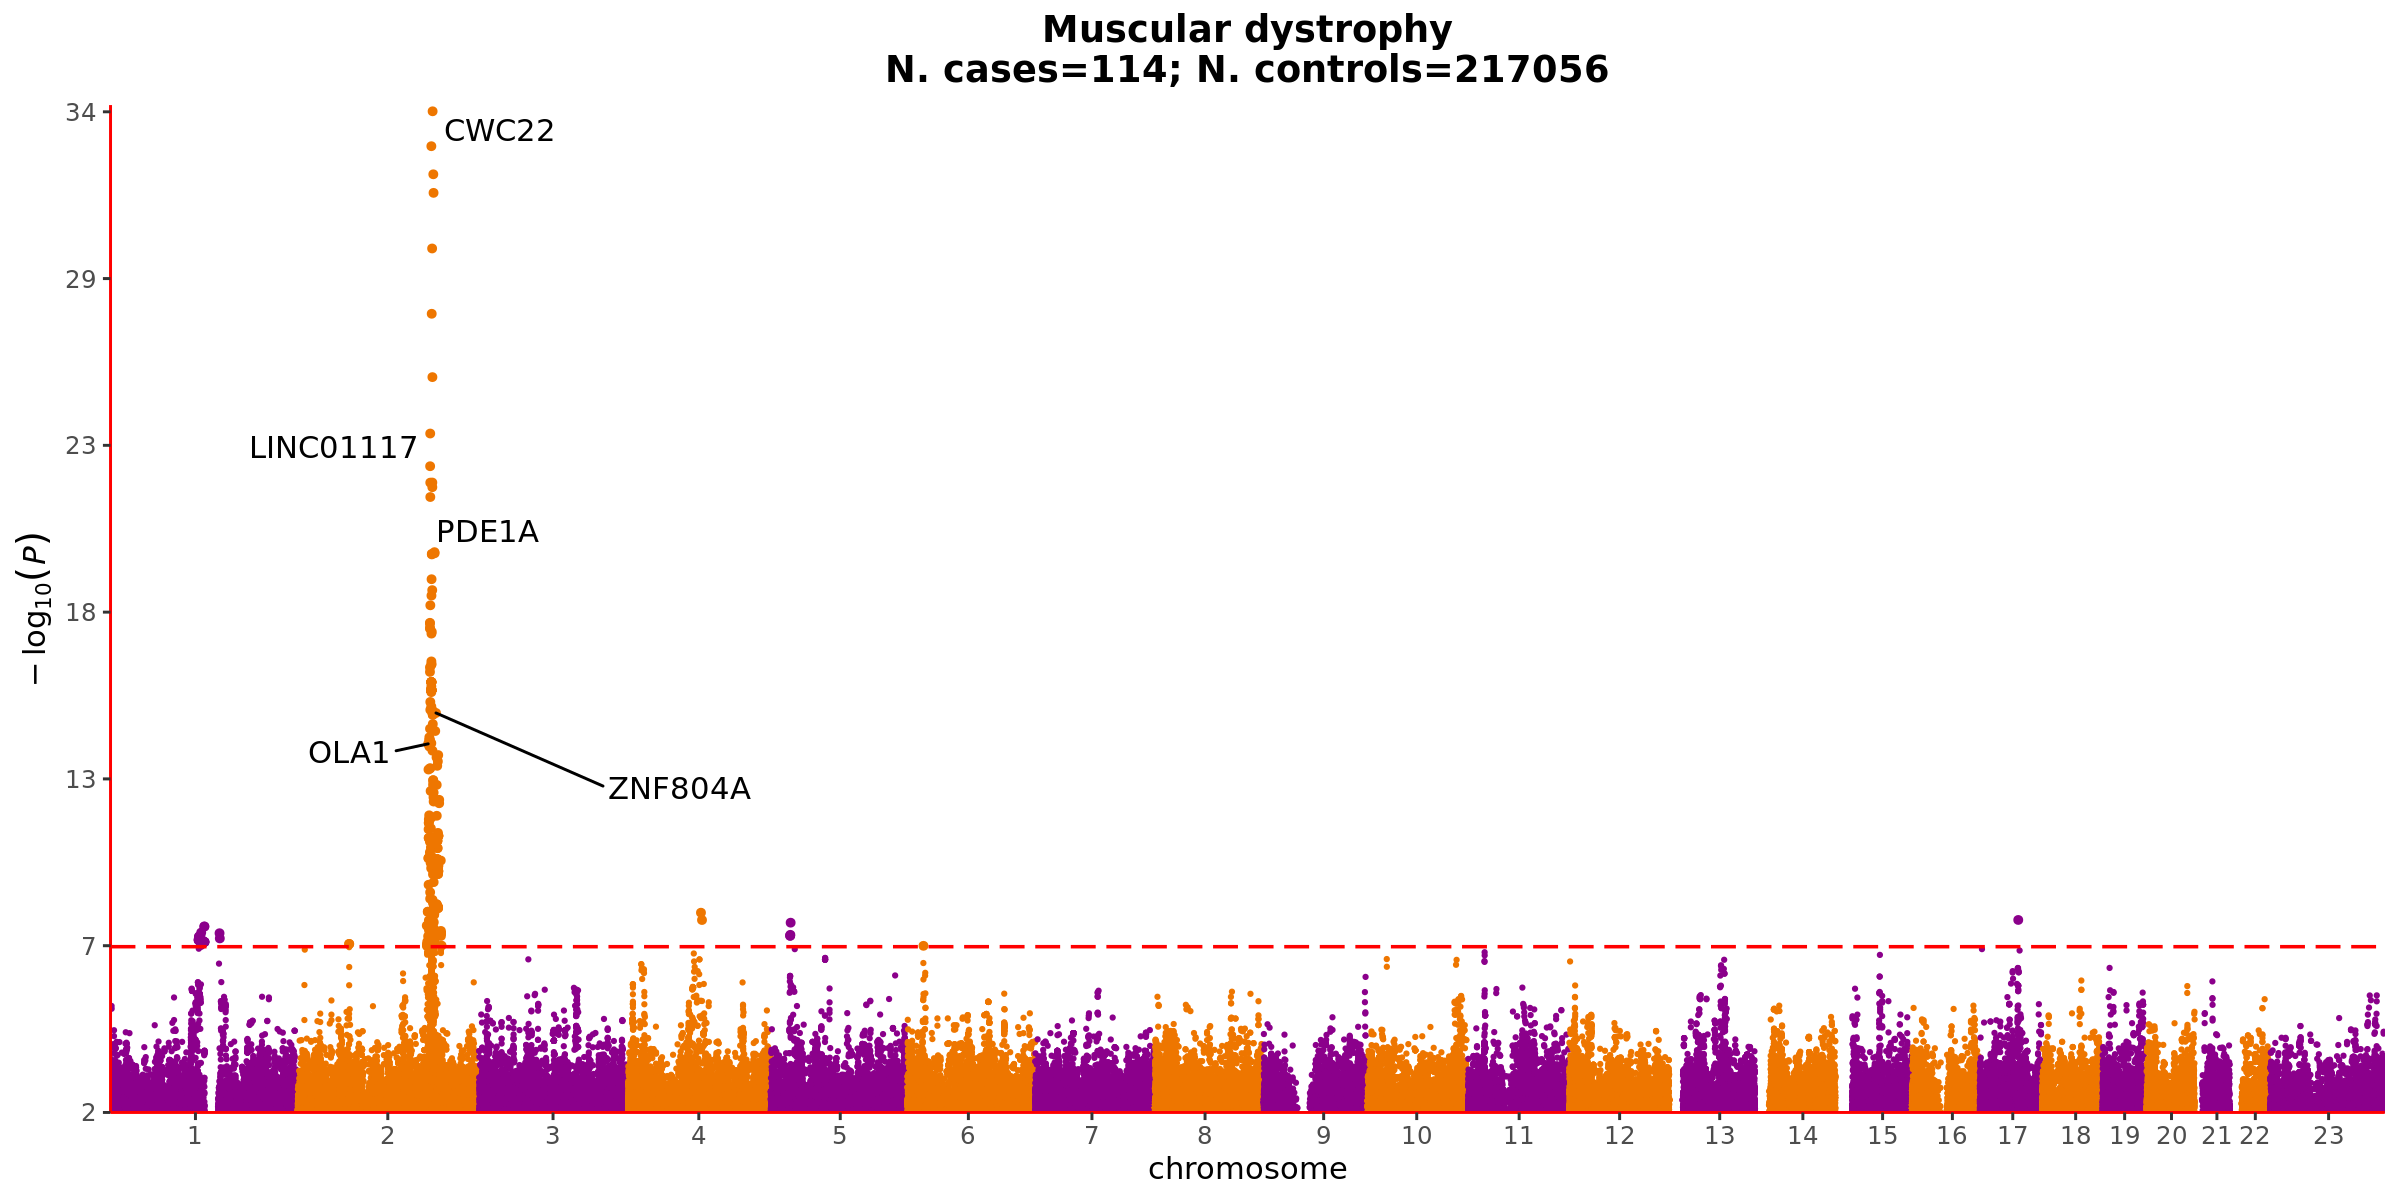 Muscular dystrophy
N. cases=114; N. controls=217056
34
CWC22
29
LINC01117
23
PDE1A
− log10(P)
18
OLA1
ZNF804A
13
7
2
1 2 3 4 5 6 7 8 9 10 11 12 13 14 15 16 17 18 19 20 21 22 23
chromosome